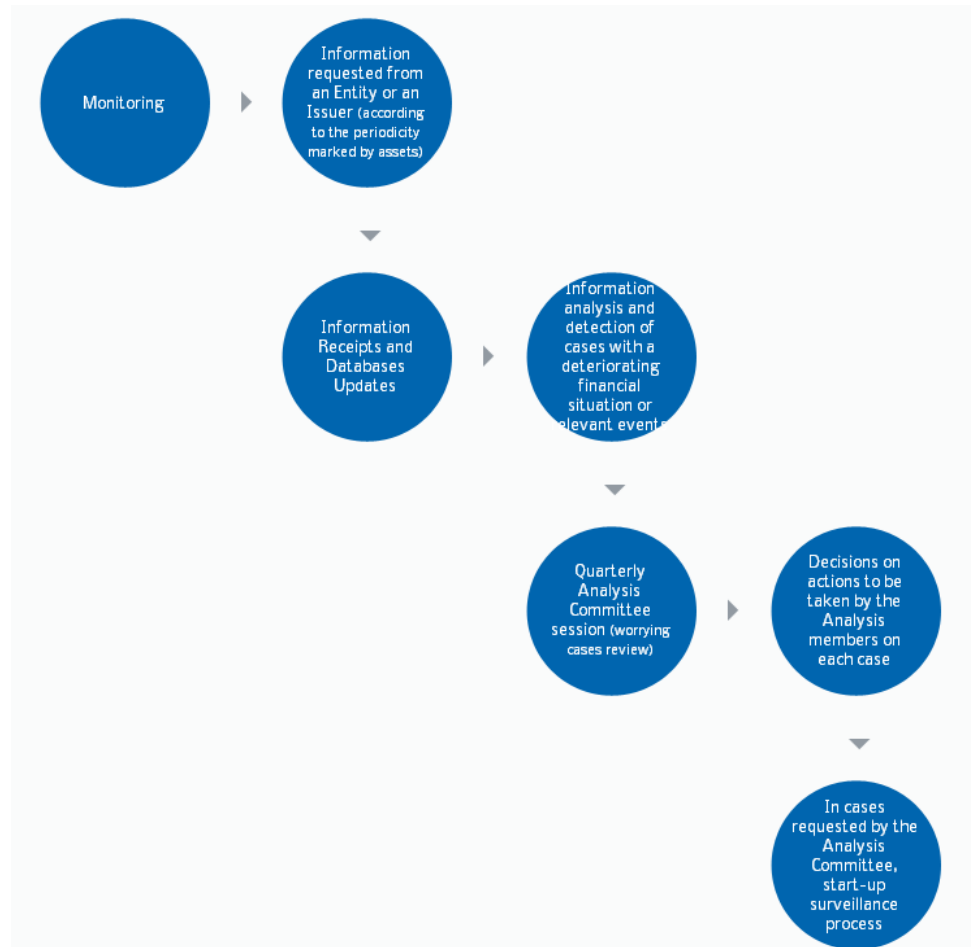 Monitoring
Information
requested from
an Entity or an
Issuer (according
to the periodicity
marked by assets)
Information
Receipts and
Databases
Updates
Information
analysis and
detection of
cases with a
deteriorating
financial
situation or
elevant events
Quarterly
Analysis
Committee
session (worrying
cases review)
Decisions on
actions to be
taken by the
Analysis
members on
each case
In cases
requested by the
Analysis
Committee,
start-up
surveillance
process